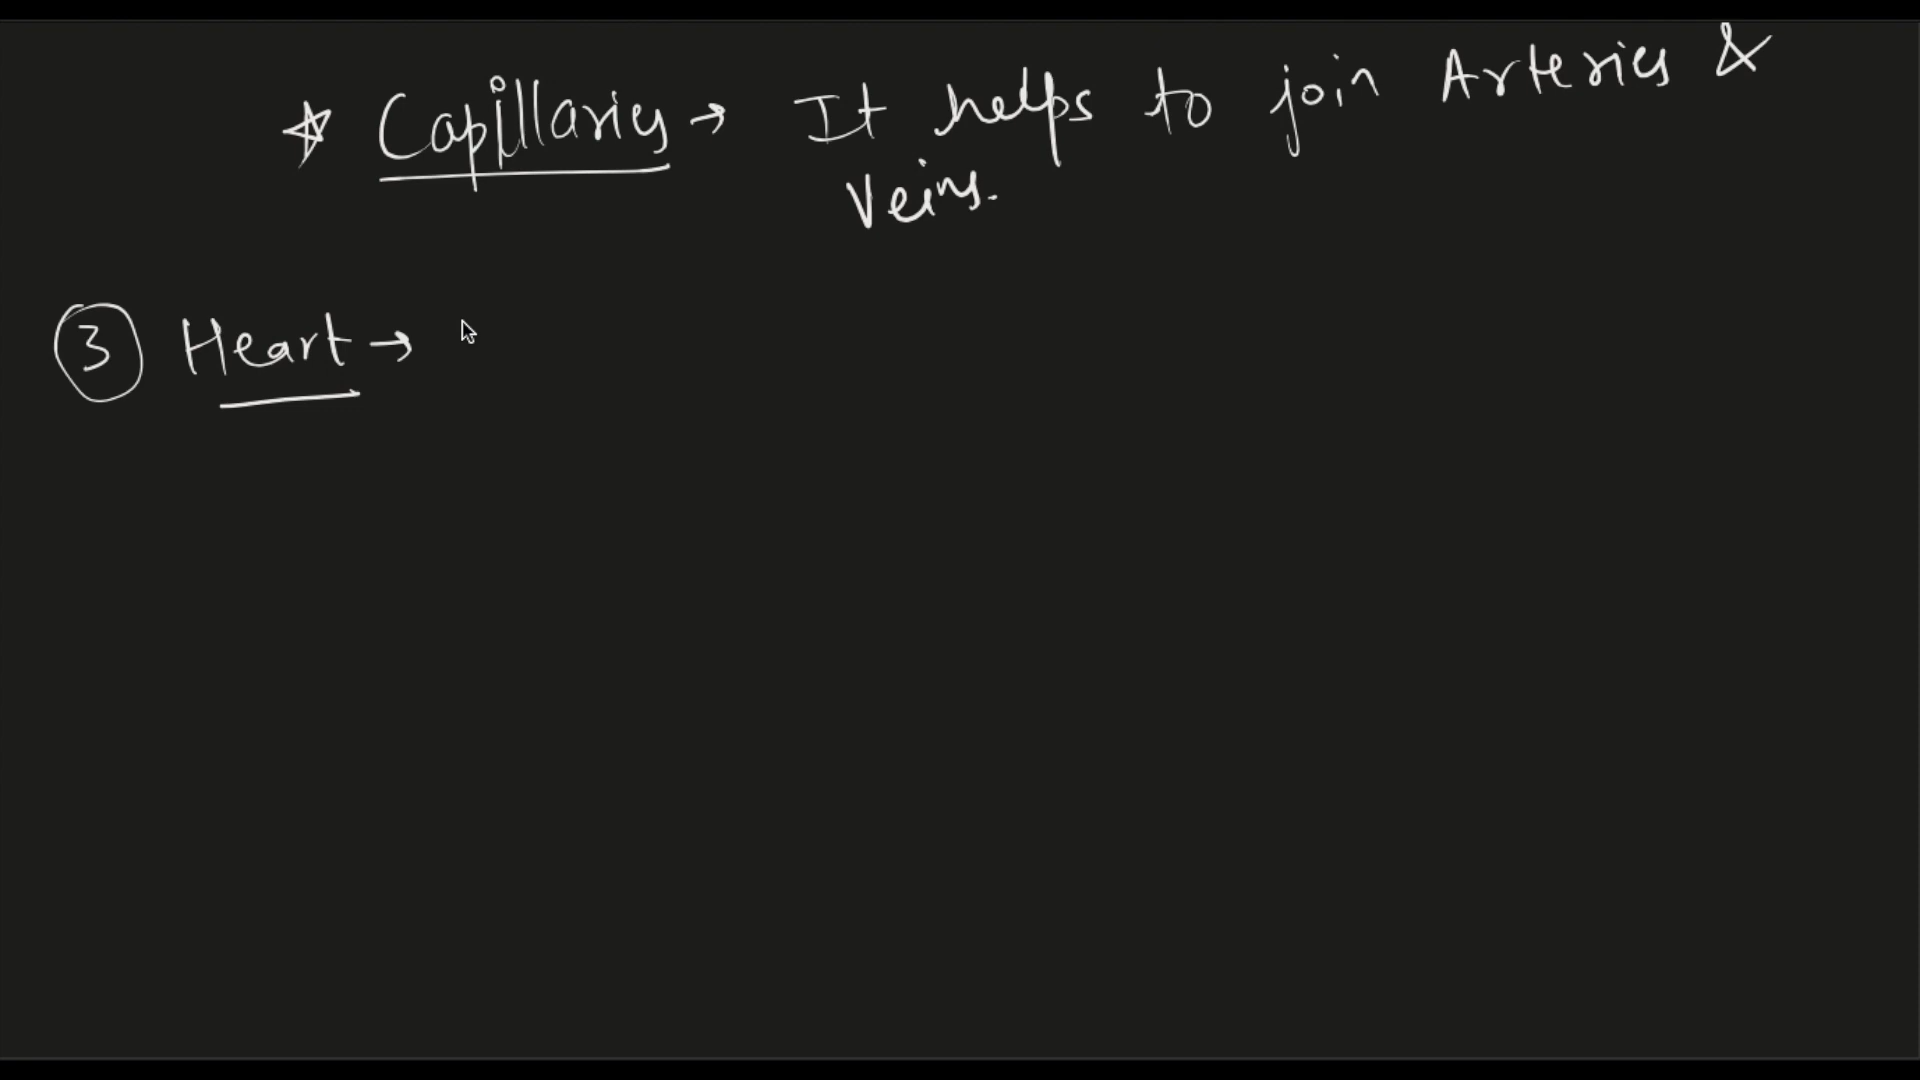 ☆ Capillaries → It helps to join Arteries &
Veins.
③ Heart →